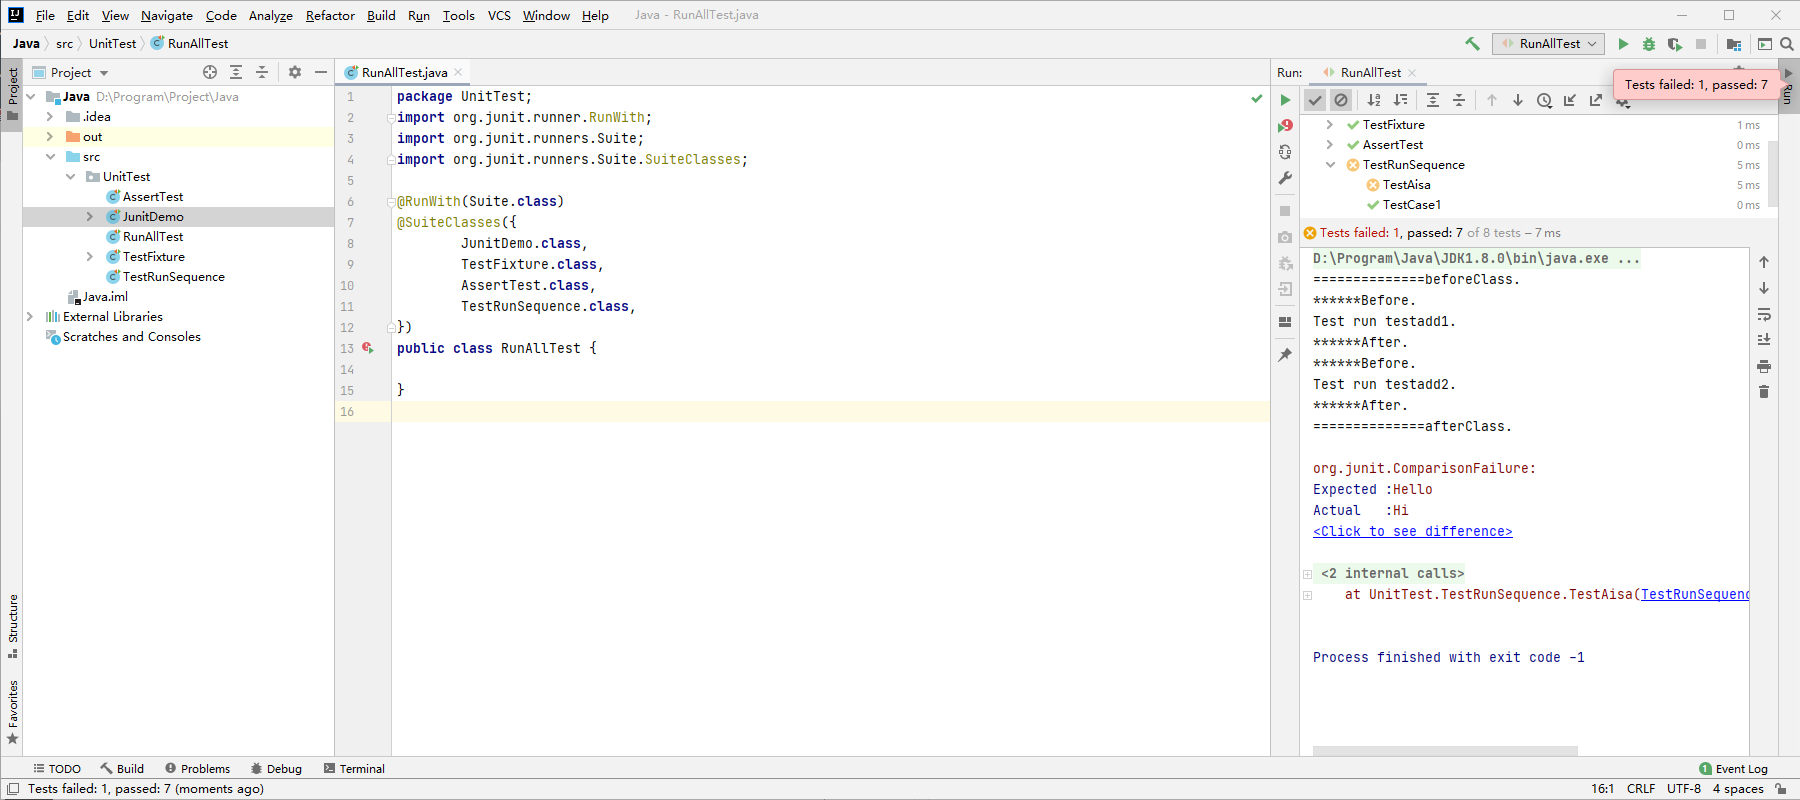 File Edit View Navigate Code Analyze Refactor Build Run Tools VCS Window Help Java - RunAllTest.java
Java src UnitTest RunAllTest
RunAllTest
Project
Project
Java D:\Program\Project\Java
.idea
out
src
UnitTest
AssertTest
JunitDemo
RunAllTest
TestFixture
TestRunSequence
Java.iml
External Libraries
Scratches and Consoles
Structure
Favorites
RunAllTest.java
1 package UnitTest;
2 import org.junit.runner.RunWith;
3 import org.junit.runners.Suite;
4 import org.junit.runners.Suite.SuiteClasses;
5
6 @RunWith(Suite.class)
7 @SuiteClasses({
8 JunitDemo.class,
9 TestFixture.class,
10 AssertTest.class,
11 TestRunSequence.class,
12 })
13 public class RunAllTest {
14
15 }
16
Run: RunAllTest
Tests failed: 1, passed: 7
Run
TestFixture 1 ms
AssertTest 0 ms
TestRunSequence 5 ms
TestAisa 5 ms
TestCase1 0 ms
Tests failed: 1, passed: 7 of 8 tests – 7 ms
D:\Program\Java\JDK1.8.0\bin\java.exe ...
==============beforeClass.
******Before.
Test run testadd1.
******After.
******Before.
Test run testadd2.
******After.
==============afterClass.
org.junit.ComparisonFailure:
Expected :Hello
Actual   :Hi
<Click to see difference>
<2 internal calls>
at UnitTest.TestRunSequence.TestAisa(TestRunSequenc
Process finished with exit code -1
TODO Build Problems Debug Terminal
1 Event Log
Tests failed: 1, passed: 7 (moments ago)
16:1 CRLF UTF-8 4 spaces